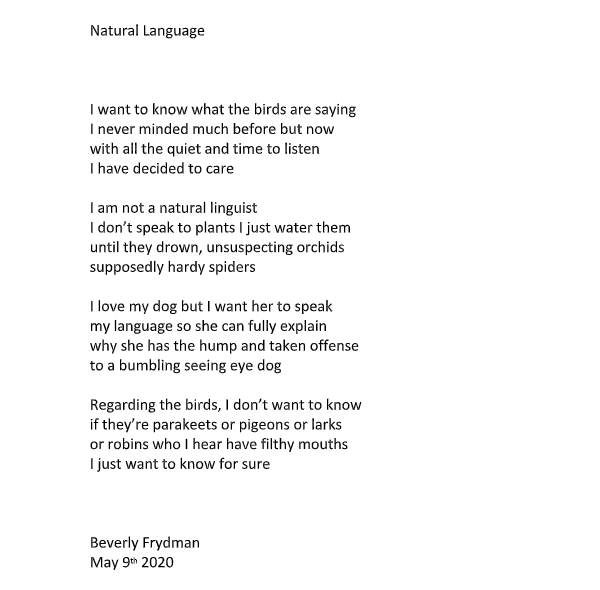 Natural Language
I want to know what the birds are saying
I never minded much before but now
with all the quiet and time to listen
I have decided to care
I am not a natural linguist
I don’t speak to plants I just water them
until they drown, unsuspecting orchids
supposedly hardy spiders
I love my dog but I want her to speak
my language so she can fully explain
why she has the hump and taken offense
to a bumbling seeing eye dog
Regarding the birds, I don’t want to know
if they’re parakeets or pigeons or larks
or robins who I hear have filthy mouths
I just want to know for sure
Beverly Frydman
May 9th 2020